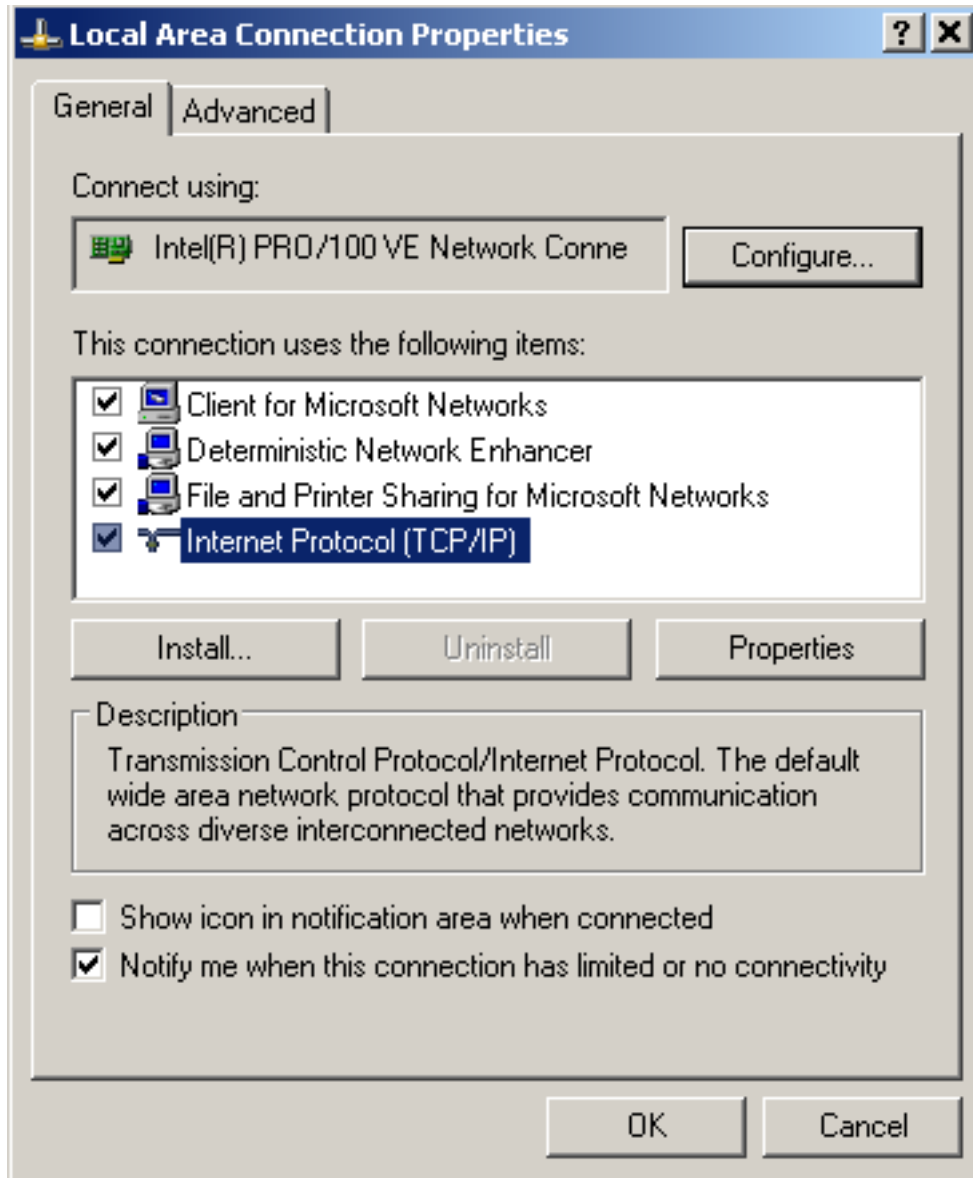 Local Area Connection Properties
General
Advanced
Connect using:
Intel(R) PRO/100 VE Network Conne
Configure...
This connection uses the following items:
Client for Microsoft Networks
Deterministic Network Enhancer
File and Printer Sharing for Microsoft Networks
Internet Protocol (TCP/IP)
Install...
Uninstall
Properties
Description
Transmission Control Protocol/Internet Protocol. The default
wide area network protocol that provides communication
across diverse interconnected networks.
Show icon in notification area when connected
Notify me when this connection has limited or no connectivity
OK
Cancel